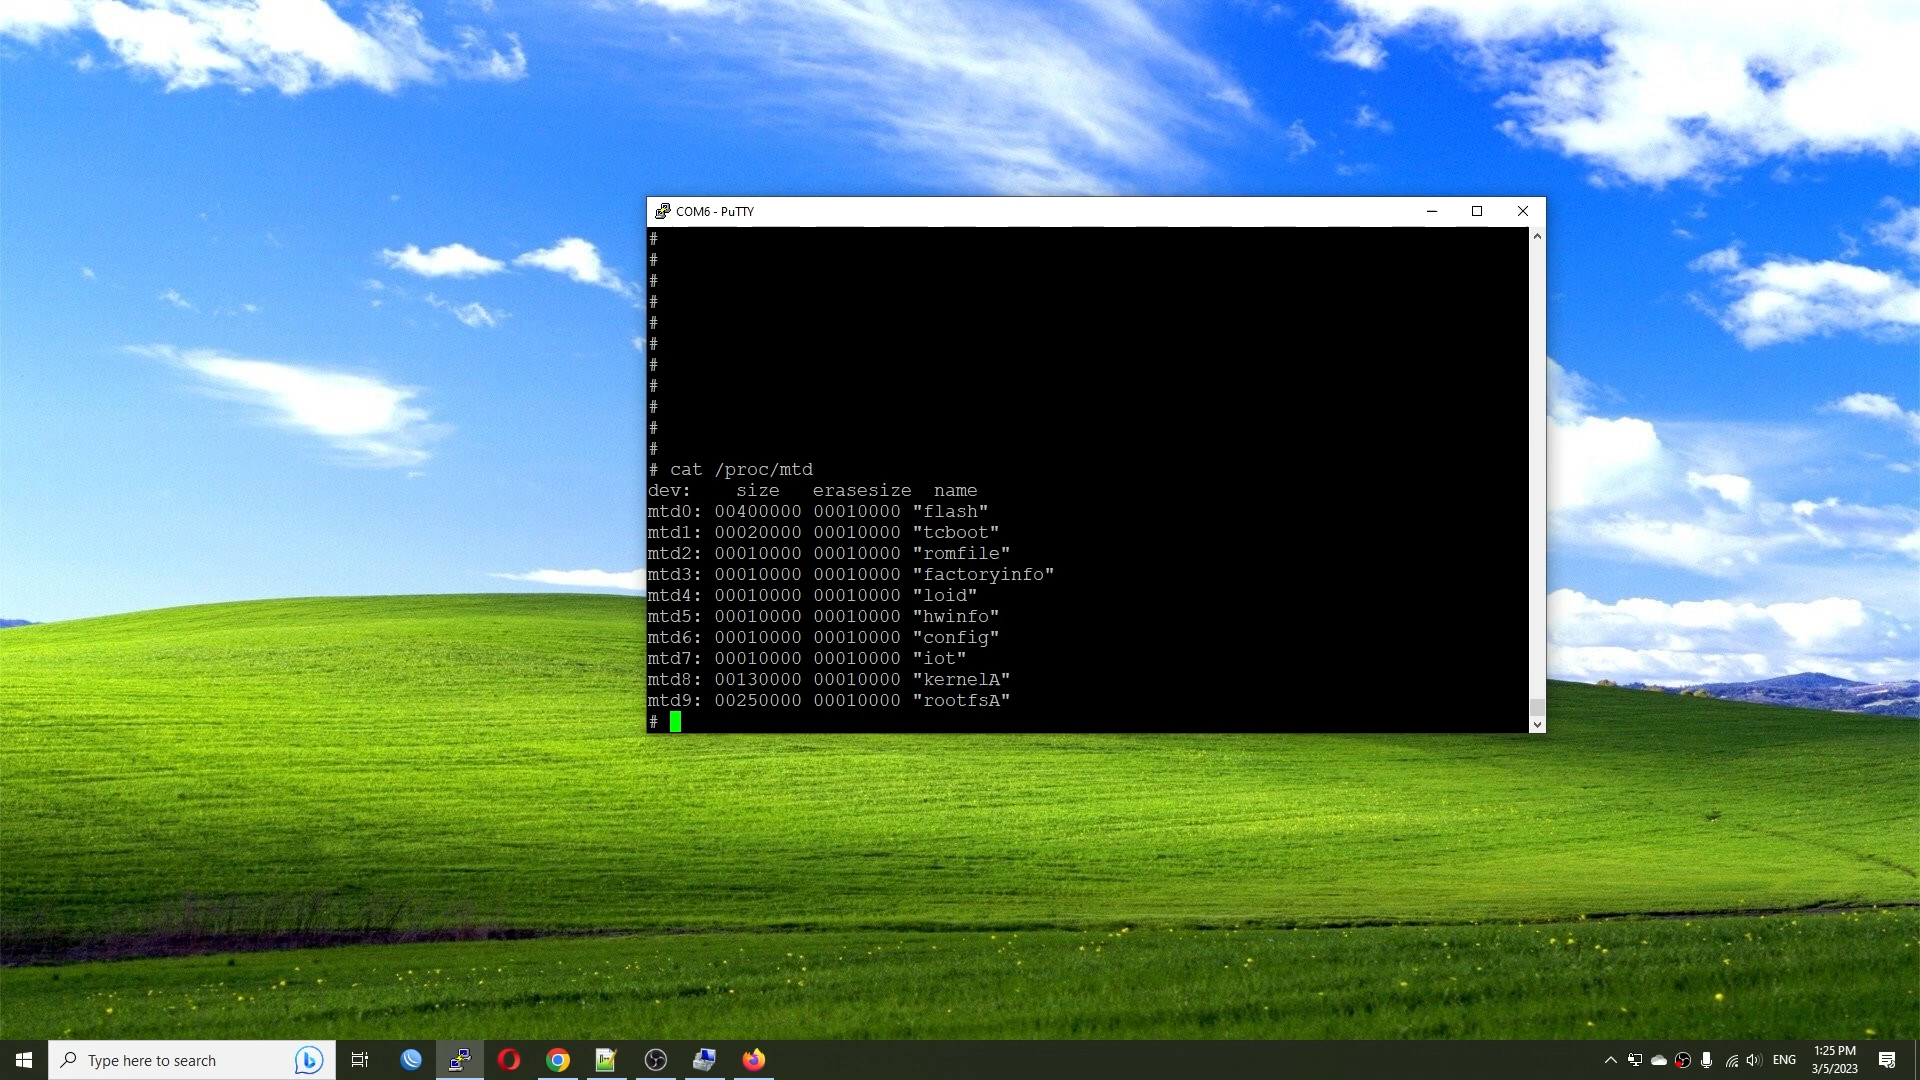 COM6 - PuTTY
#
#
#
#
#
#
#
#
#
#
#
# cat /proc/mtd
dev:    size   erasesize  name
mtd0: 00400000 00010000 "flash"
mtd1: 00020000 00010000 "tcboot"
mtd2: 00010000 00010000 "romfile"
mtd3: 00010000 00010000 "factoryinfo"
mtd4: 00010000 00010000 "loid"
mtd5: 00010000 00010000 "hwinfo"
mtd6: 00010000 00010000 "config"
mtd7: 00010000 00010000 "iot"
mtd8: 00130000 00010000 "kernelA"
mtd9: 00250000 00010000 "rootfsA"
#
Type here to search
ENG
1:25 PM
3/5/2023